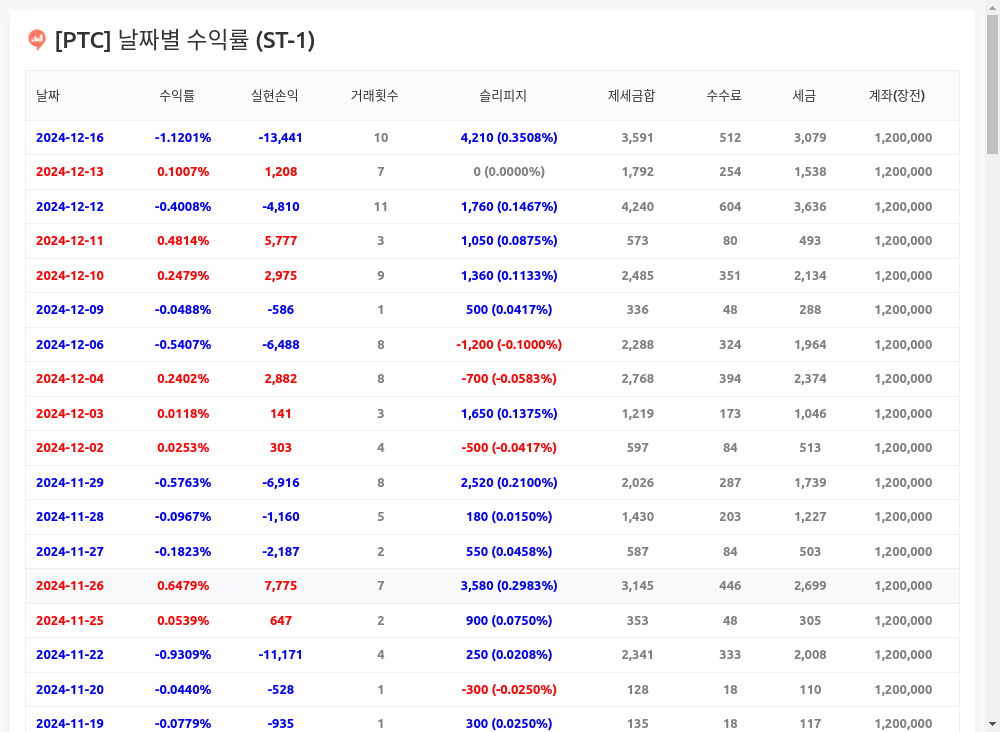 [PTC] 날짜별 수익률 (ST-1)
날짜 수익률 실현손익 거래횟수 슬리피지 제세금합 수수료 세금 계좌(장전)
2024-12-16 -1.1201% -13,441 10 4,210 (0.3508%) 3,591 512 3,079 1,200,000
2024-12-13 0.1007% 1,208 7 0 (0.0000%) 1,792 254 1,538 1,200,000
2024-12-12 -0.4008% -4,810 11 1,760 (0.1467%) 4,240 604 3,636 1,200,000
2024-12-11 0.4814% 5,777 3 1,050 (0.0875%) 573 80 493 1,200,000
2024-12-10 0.2479% 2,975 9 1,360 (0.1133%) 2,485 351 2,134 1,200,000
2024-12-09 -0.0488% -586 1 500 (0.0417%) 336 48 288 1,200,000
2024-12-06 -0.5407% -6,488 8 -1,200 (-0.1000%) 2,288 324 1,964 1,200,000
2024-12-04 0.2402% 2,882 8 -700 (-0.0583%) 2,768 394 2,374 1,200,000
2024-12-03 0.0118% 141 3 1,650 (0.1375%) 1,219 173 1,046 1,200,000
2024-12-02 0.0253% 303 4 -500 (-0.0417%) 597 84 513 1,200,000
2024-11-29 -0.5763% -6,916 8 2,520 (0.2100%) 2,026 287 1,739 1,200,000
2024-11-28 -0.0967% -1,160 5 180 (0.0150%) 1,430 203 1,227 1,200,000
2024-11-27 -0.1823% -2,187 2 550 (0.0458%) 587 84 503 1,200,000
2024-11-26 0.6479% 7,775 7 3,580 (0.2983%) 3,145 446 2,699 1,200,000
2024-11-25 0.0539% 647 2 900 (0.0750%) 353 48 305 1,200,000
2024-11-22 -0.9309% -11,171 4 250 (0.0208%) 2,341 333 2,008 1,200,000
2024-11-20 -0.0440% -528 1 -300 (-0.0250%) 128 18 110 1,200,000
2024-11-19 -0.0779% -935 1 300 (0.0250%) 135 18 117 1,200,000